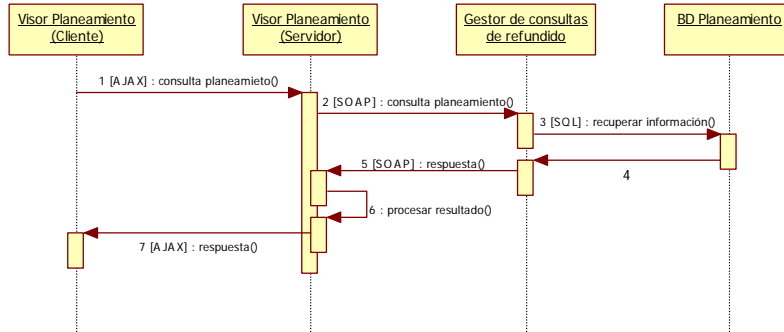 Visor Planeamiento
(Cliente)
Visor Planeamiento
(Servidor)
Gestor de consultas
de refundido
BD Planeamiento
1 [AJAX] : consulta planeamieto()
2 [SOAP] : consulta planeamiento()
3 [SQL] : recuperar información()
4
5 [SOAP] : respuesta()
6 : procesar resultado()
7 [AJAX] : respuesta()